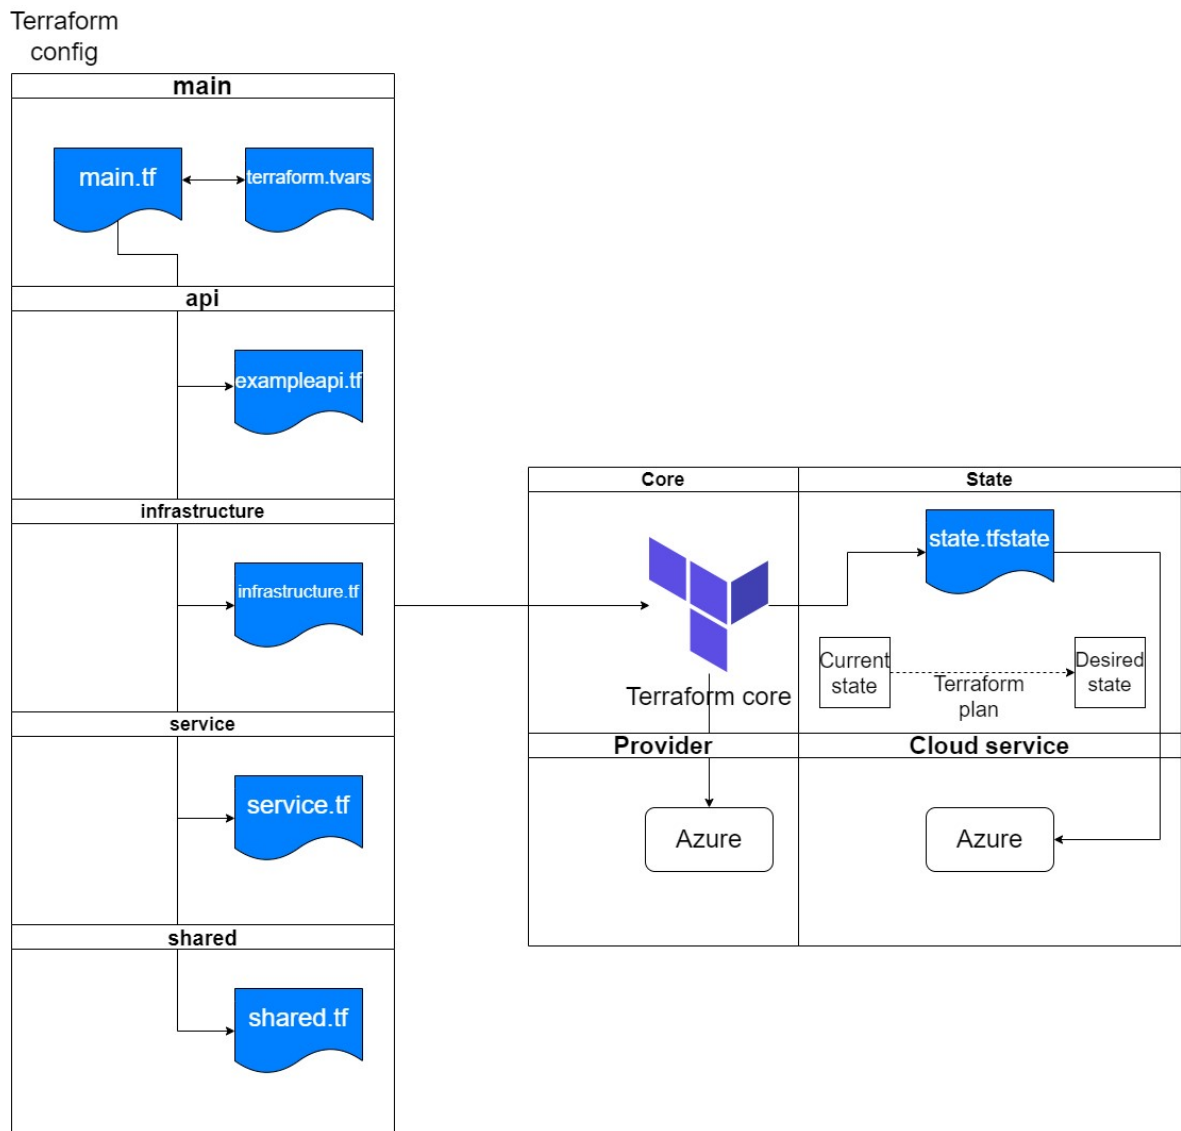 Terraform
config
main
main.tf
terraform.tvars
api
exampleapi.tf
infrastructure
infrastructure.tf
service
service.tf
shared
shared.tf
Core
State
state.tfstate
Terraform core
Current
state
Terraform
plan
Desired
state
Provider
Cloud service
Azure
Azure